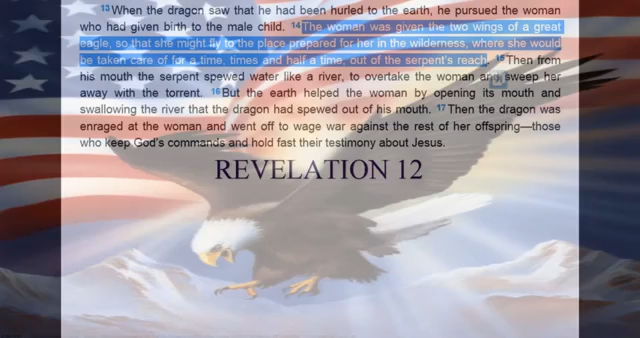 13 When the dragon saw that he had been hurled to the earth, he pursued the woman
who had given birth to the male child. 14 The woman was given the two wings of a great
eagle, so that she might fly to the place prepared for her in the wilderness, where she would
be taken care of for a time, times and half a time, out of the serpent's reach. 15 Then from
his mouth the serpent spewed water like a river, to overtake the woman and sweep her
away with the torrent. 16 But the earth helped the woman by opening its mouth and
swallowing the river that the dragon had spewed out of his mouth. 17 Then the dragon was
enraged at the woman and went off to wage war against the rest of her offspring—those
who keep God's commands and hold fast their testimony about Jesus.
REVELATION 12